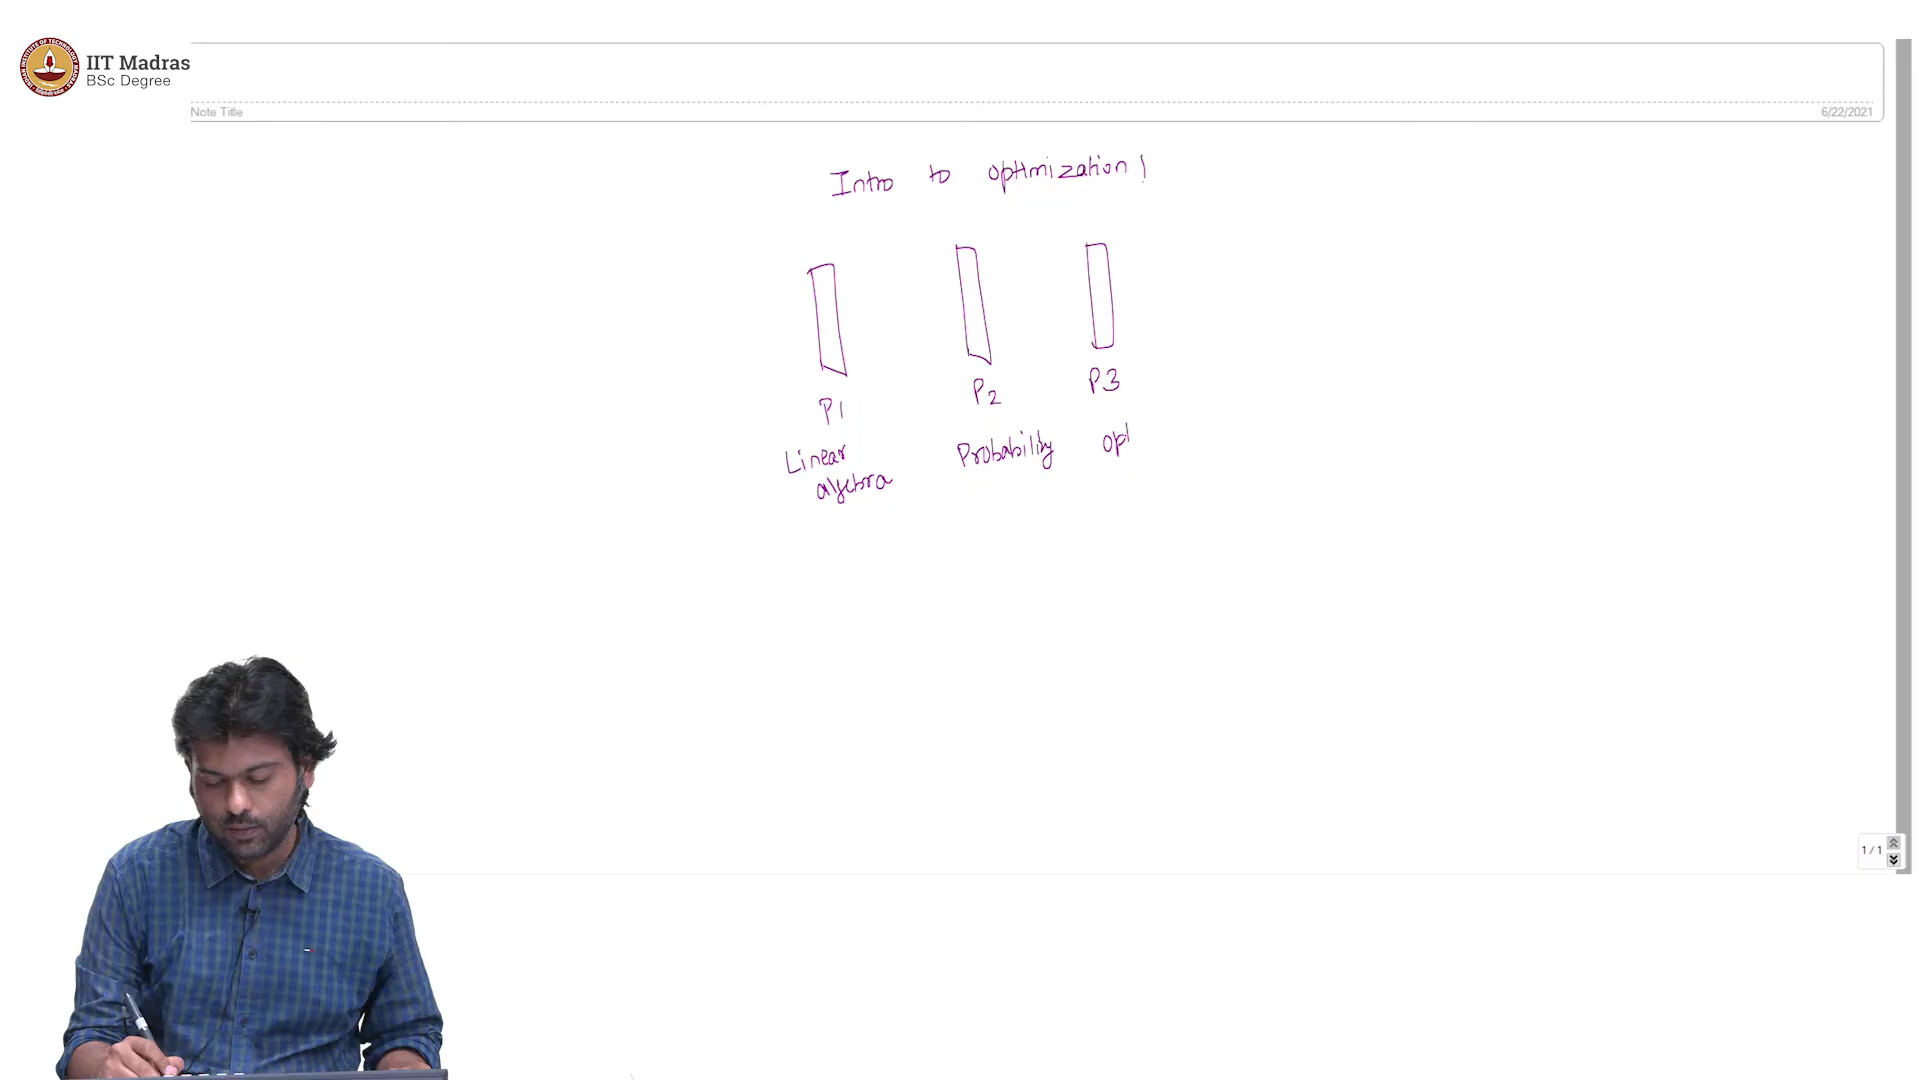 IIT Madras
BSc Degree
Note Title
6/22/2021
Intro to optimization!
P1
P2
P3
Linear
algebra
Probability
opt
1 / 1